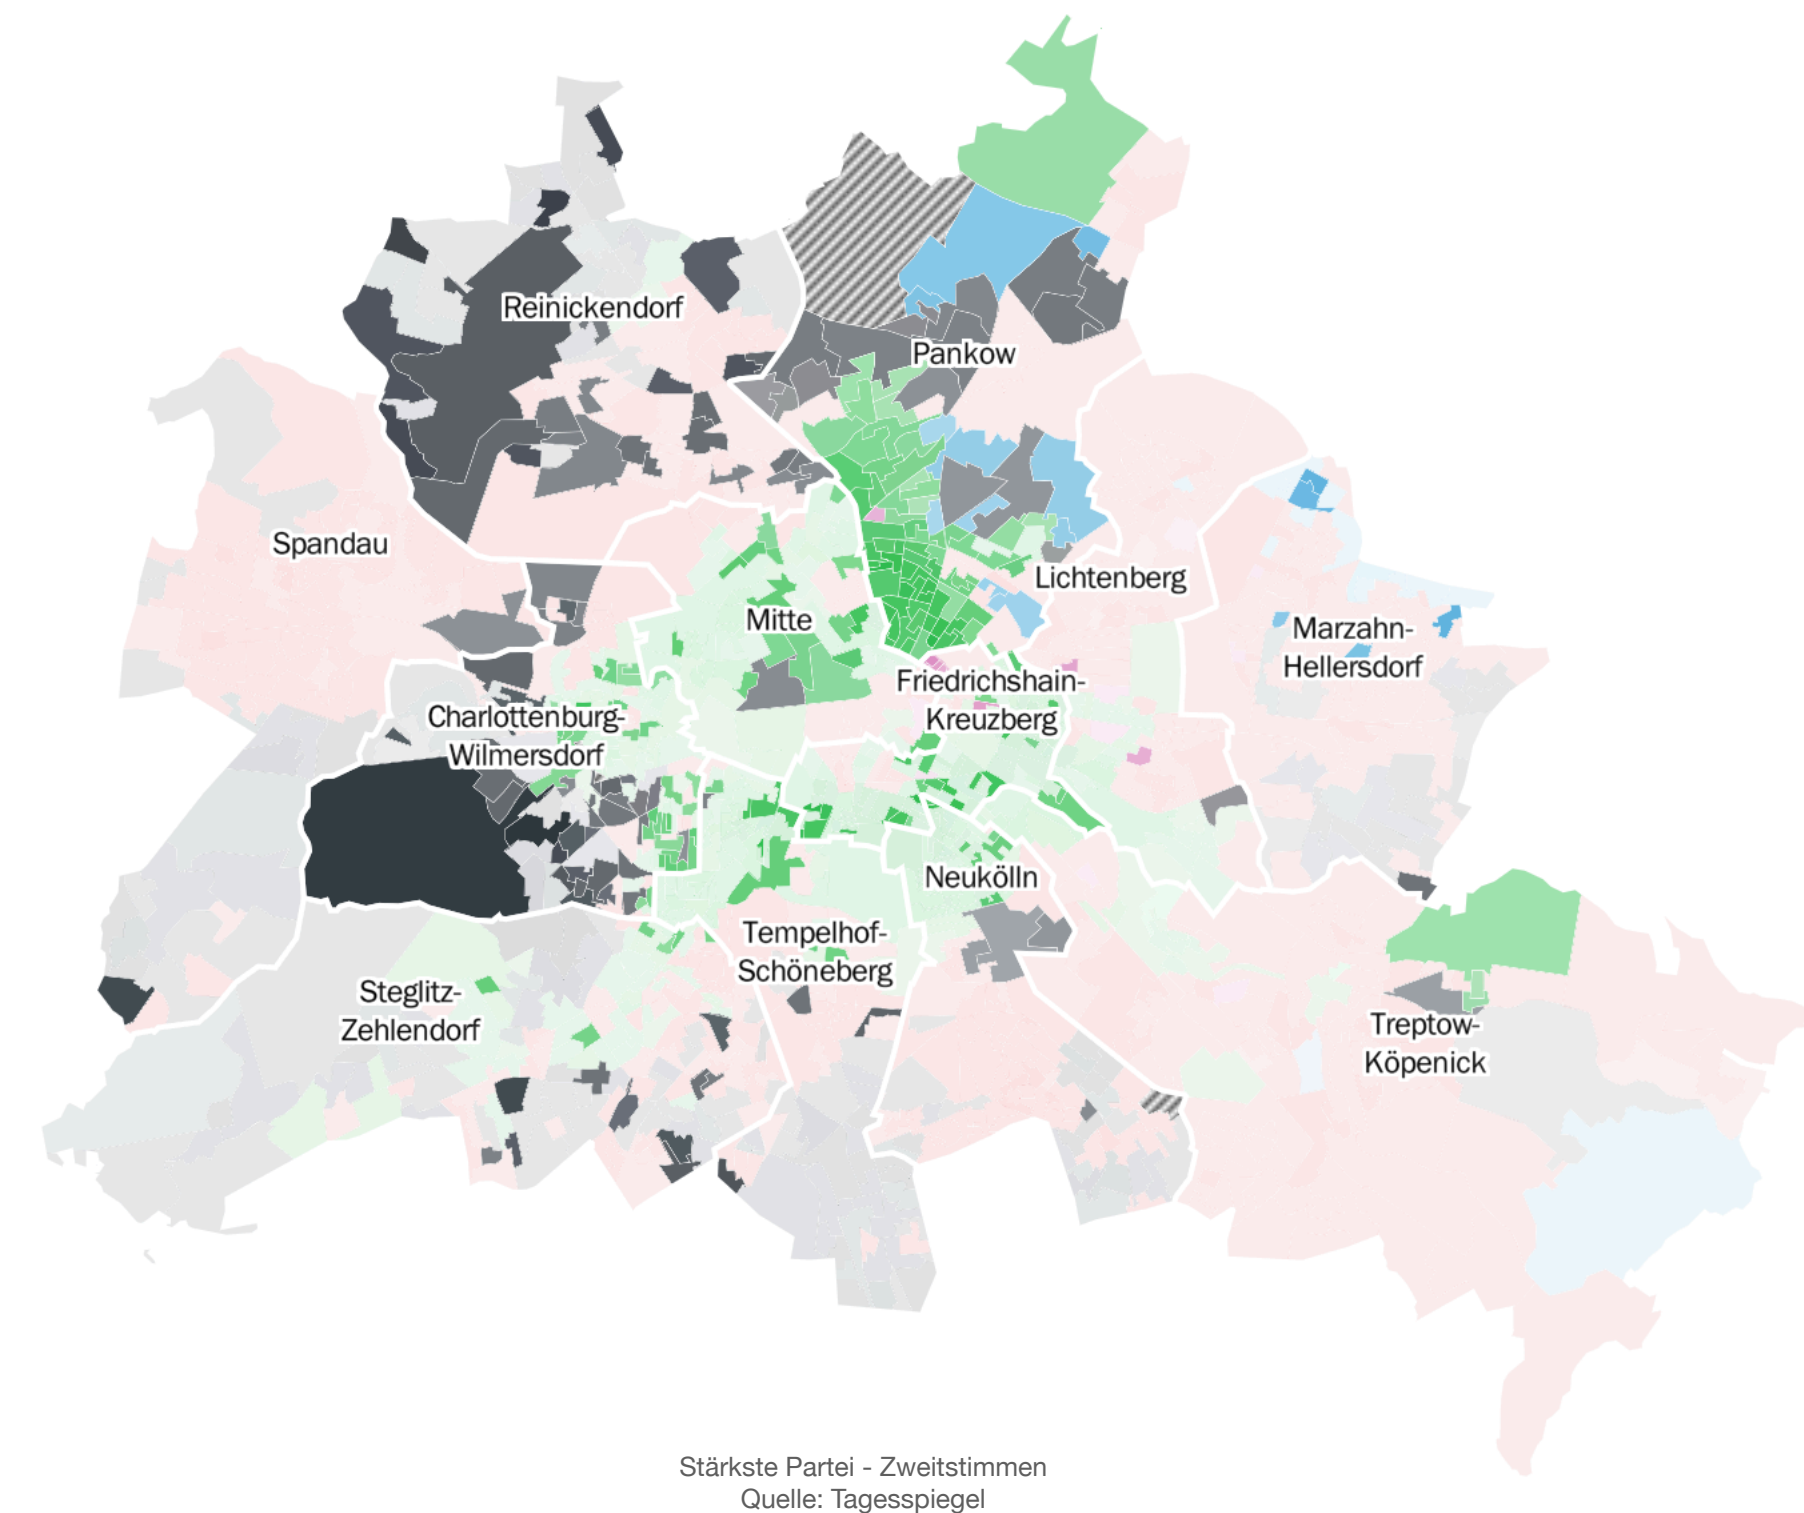 Reinickendorf
Pankow
Spandau
Lichtenberg
Mitte
Marzahn-
Hellersdorf
Friedrichshain-
Kreuzberg
Charlottenburg-
Wilmersdorf
Neukölln
Tempelhof-
Schöneberg
Steglitz-
Zehlendorf
Treptow-
Köpenick
Stärkste Partei - Zweitstimmen
Quelle: Tagesspiegel